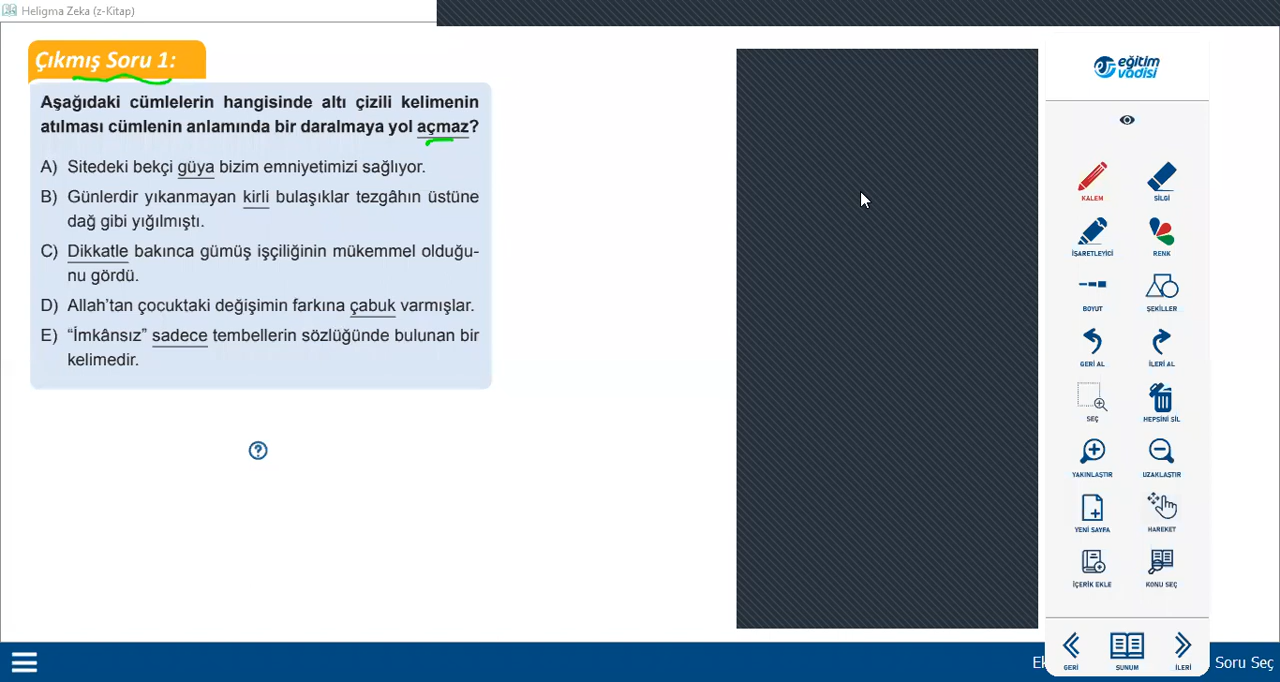 Heligma Zeka (z-Kitap)
Çıkmış Soru 1:
Aşağıdaki cümlelerin hangisinde altı çizili kelimenin
atılması cümlenin anlamında bir daralmaya yol açmaz?
A) Sitedeki bekçi güya bizim emniyetimizi sağlıyor.
B) Günlerdir yıkanmayan kirli bulaşıklar tezgâhın üstüne
dağ gibi yığılmıştı.
C) Dikkatle bakınca gümüş işçiliğinin mükemmel olduğu-
nu gördü.
D) Allah’tan çocuktaki değişimin farkına çabuk varmışlar.
E) “İmkânsız” sadece tembellerin sözlüğünde bulunan bir
kelimedir.
eğitim
vadisi
KALEM
SİLGİ
İŞARETLEYİCİ
RENK
BOYUT
ŞEKİLLER
GERİ AL
İLERİ AL
SEÇ
HEPSİNİ SİL
YAKINLAŞTIR
UZAKLAŞTIR
YENİ SAYFA
HAREKET
İÇERİK EKLE
KONU SEÇ
GERİ
SUNUM
İLERİ
Soru Seç